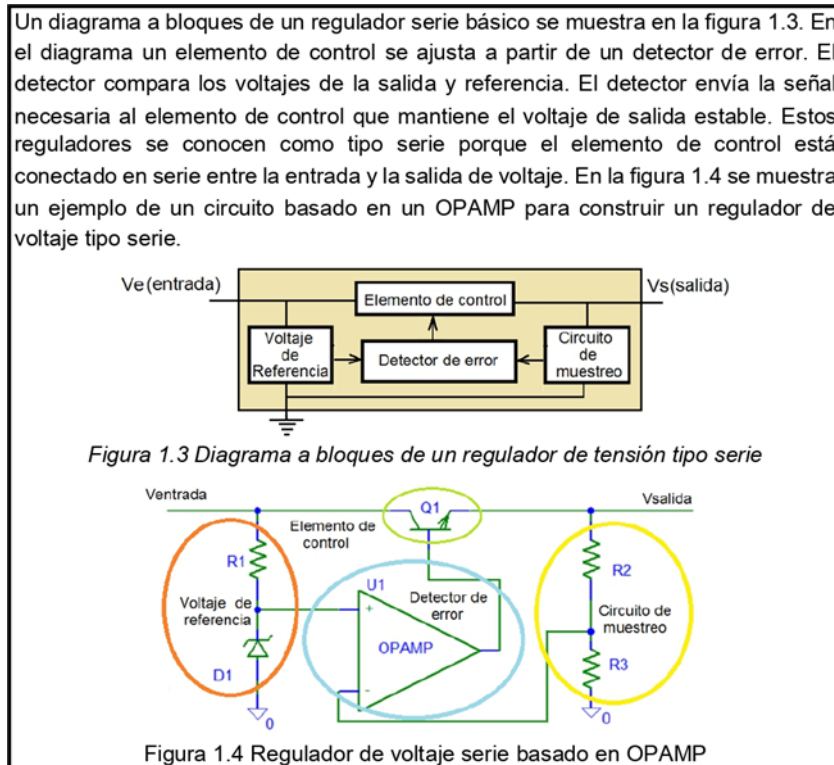 Un diagrama a bloques de un regulador serie básico se muestra en la figura 1.3. En
el diagrama un elemento de control se ajusta a partir de un detector de error. El
detector compara los voltajes de la salida y referencia. El detector envía la señal
necesaria al elemento de control que mantiene el voltaje de salida estable. Estos
reguladores se conocen como tipo serie porque el elemento de control está
conectado en serie entre la entrada y la salida de voltaje. En la figura 1.4 se muestra
un ejemplo de un circuito basado en un OPAMP para construir un regulador de
voltaje tipo serie.
Ve(entrada)
Elemento de control
Vs(salida)
Voltaje
de
Referencia
Detector de error
Circuito
de
muestreo
Figura 1.3 Diagrama a bloques de un regulador de tensión tipo serie
Ventrada
Q1
Vsalida
Elemento de
control
R1
U1
R2
Voltaje de
referencia
+
Detector de
error
Circuito de
muestreo
OPAMP
D1
-
R3
0
0
Figura 1.4 Regulador de voltaje serie basado en OPAMP